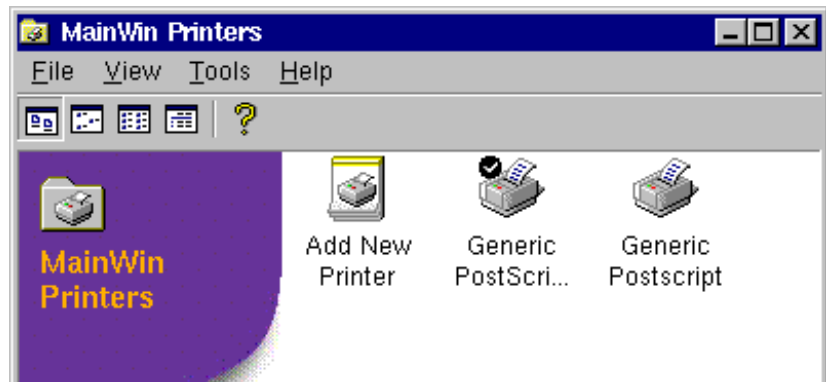 MainWin Printers
File View Tools Help
MainWin
Printers
Add New
Printer
Generic
PostScri...
Generic
Postscript